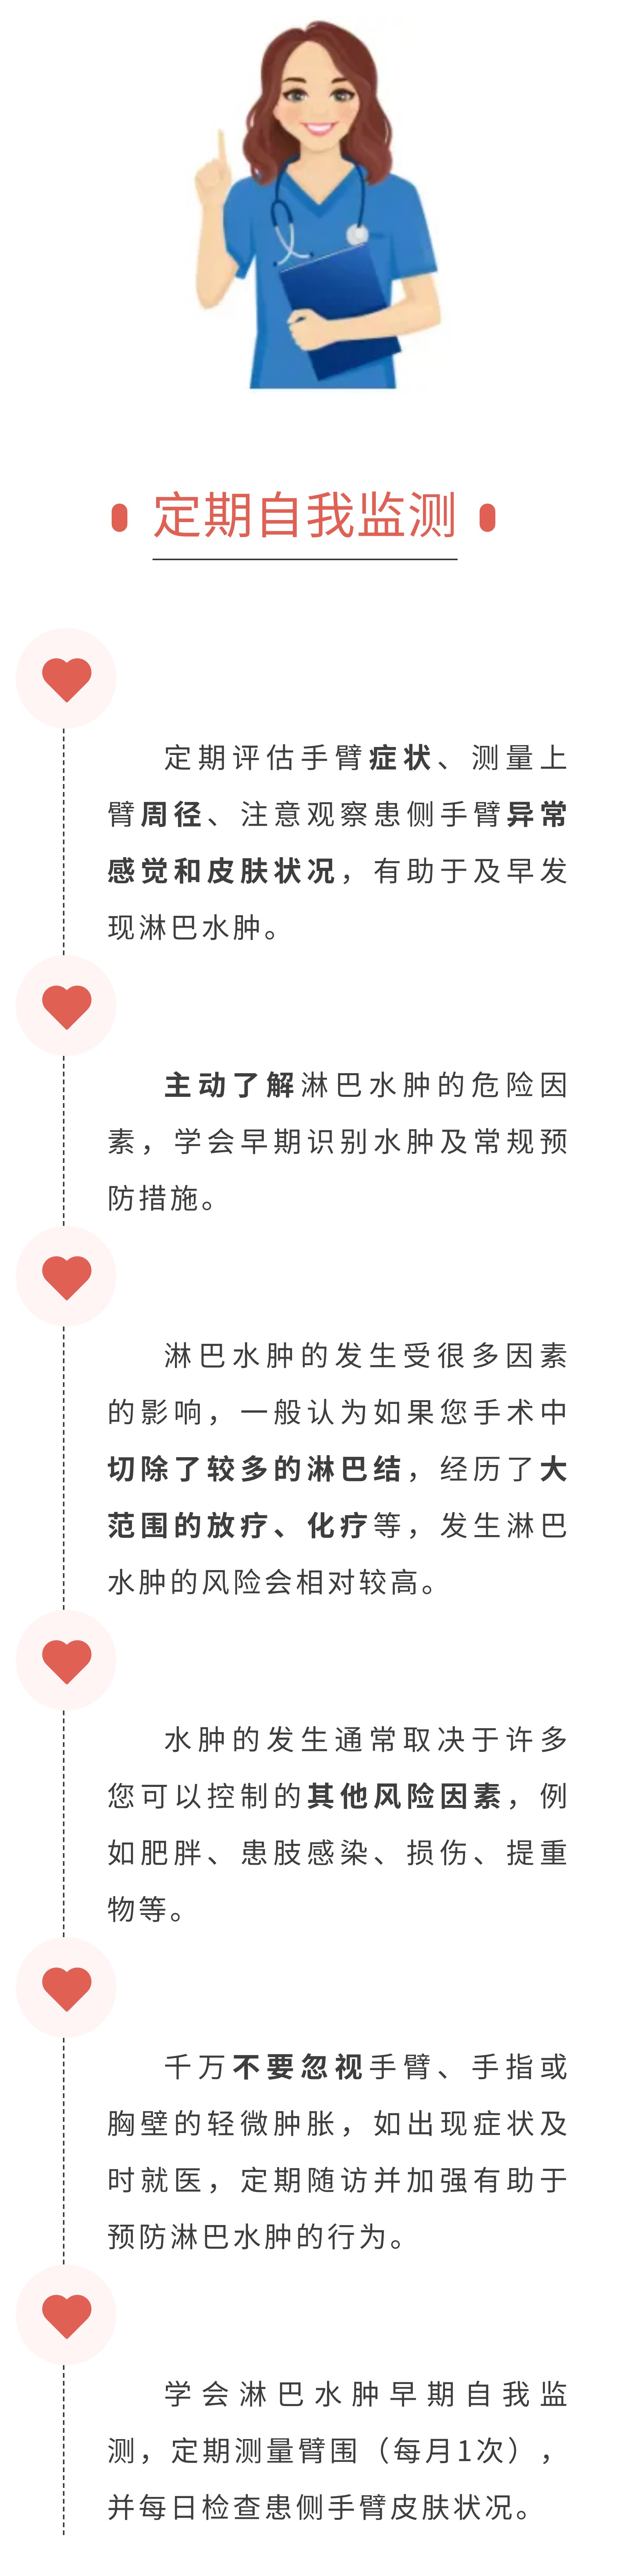 定期自我监测
定期评估手臂症状、测量上
臂周径、注意观察患侧手臂异常
感觉和皮肤状况，有助于及早发
现淋巴水肿。
主动了解淋巴水肿的危险因
素，学会早期识别水肿及常规预
防措施。
淋巴水肿的发生受很多因素
的影响，一般认为如果您手术中
切除了较多的淋巴结，经历了大
范围的放疗、化疗等，发生淋巴
水肿的风险会相对较高。
水肿的发生通常取决于许多
您可以控制的其他风险因素，例
如肥胖、患肢感染、损伤、提重
物等。
千万不要忽视手臂、手指或
胸壁的轻微肿胀，如出现症状及
时就医，定期随访并加强有助于
预防淋巴水肿的行为。
学会淋巴水肿早期自我监
测，定期测量臂围（每月1次），
并每日检查患侧手臂皮肤状况。